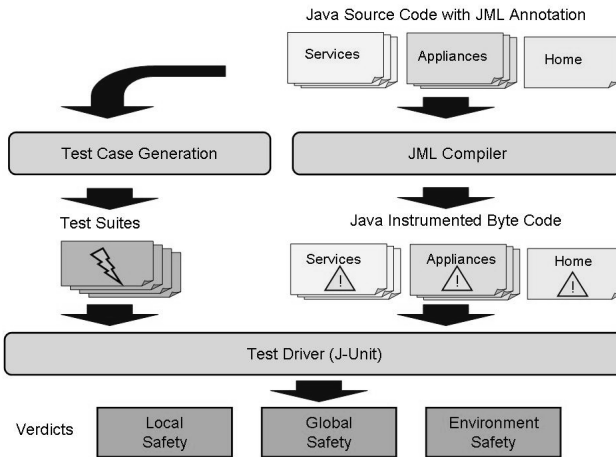 Java Source Code with JML Annotation
Services
Appliances
Home
Test Case Generation
JML Compiler
Test Suites
Java Instrumented Byte Code
Services
!
Appliances
!
Home
!
Test Driver (J-Unit)
Verdicts
Local
Safety
Global
Safety
Environment
Safety